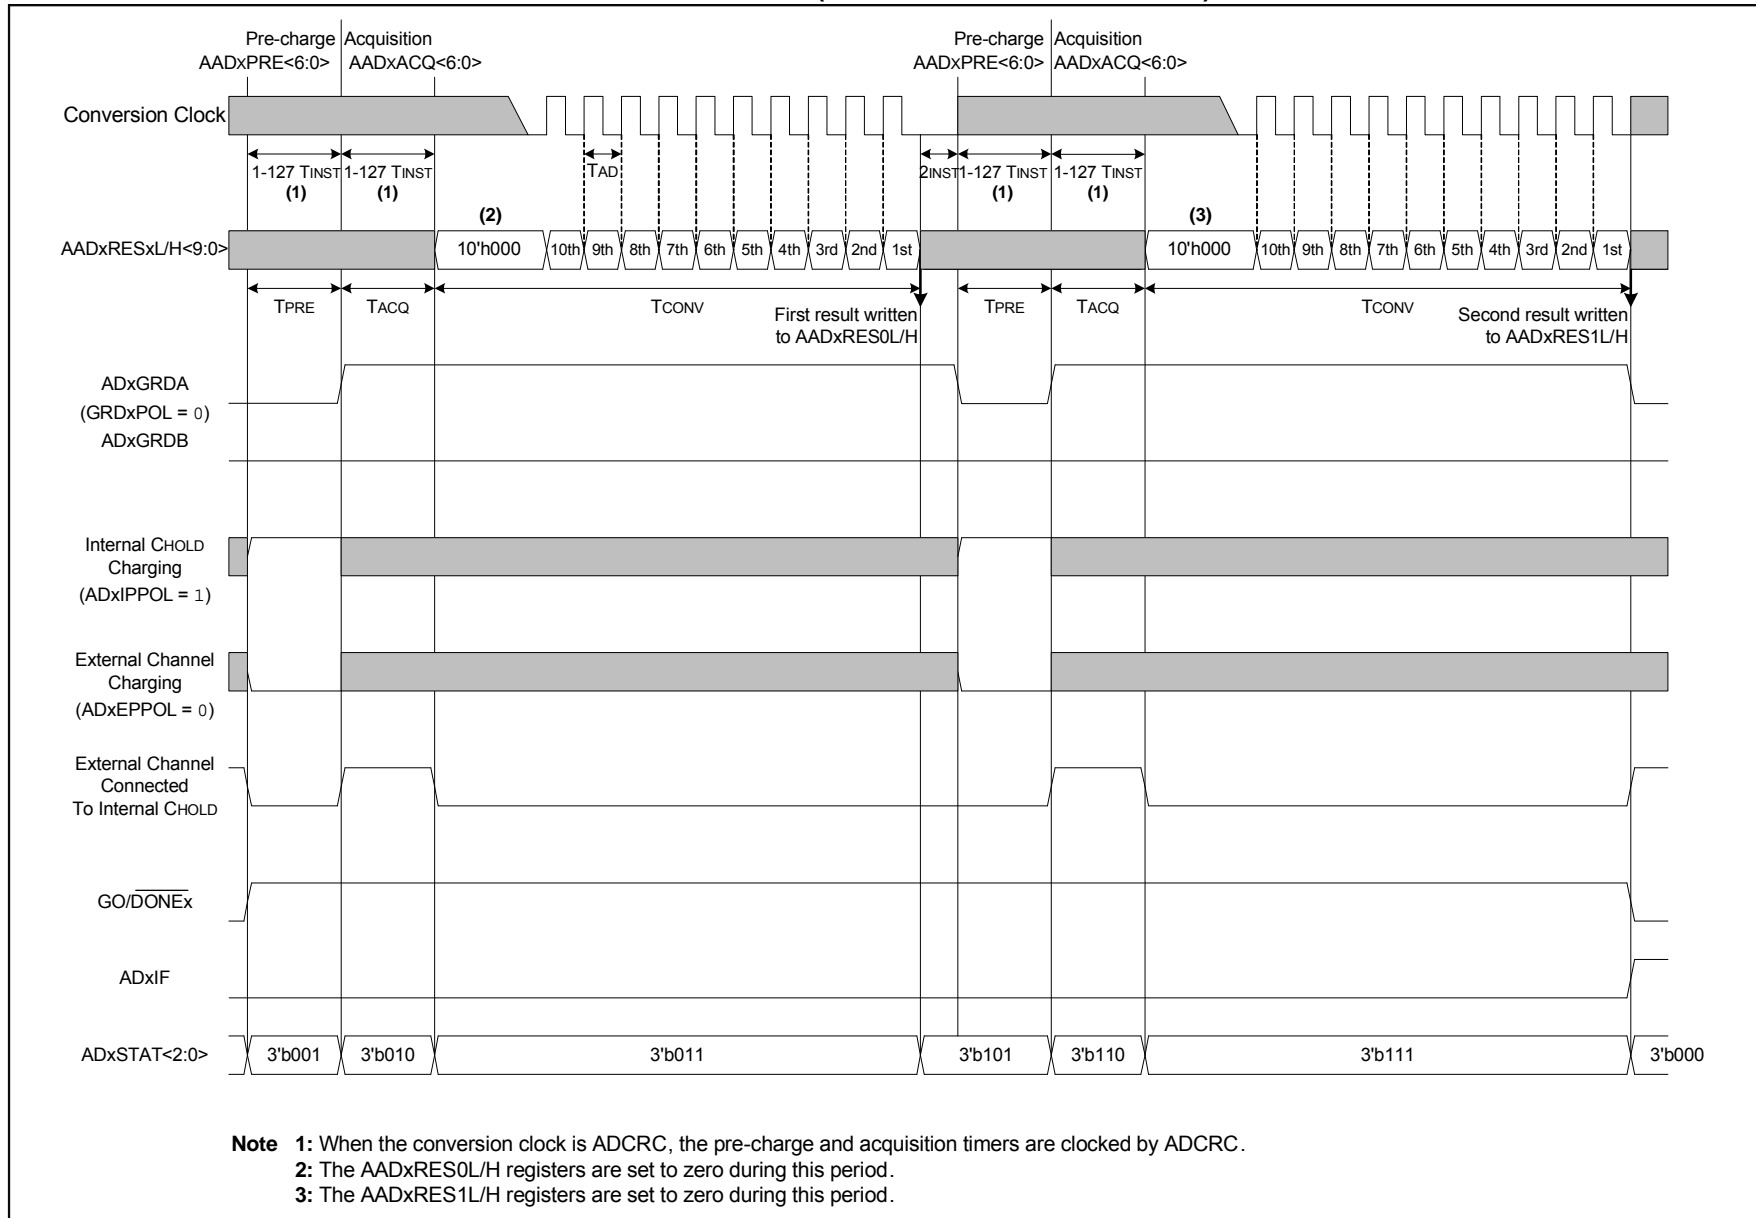 Pre-charge Acquisition Pre-charge Acquisition
AADxPRE<6:0> AADxACQ<6:0> AADxPRE<6:0> AADxACQ<6:0>
Conversion Clock
1-127 TINST 1-127 TINST TAD 2INST 1-127 TINST 1-127 TINST
(1) (1) (1) (1)
(2) (3)
AADxRESxL/H<9:0> 10'h000 10th 9th 8th 7th 6th 5th 4th 3rd 2nd 1st 10'h000 10th 9th 8th 7th 6th 5th 4th 3rd 2nd 1st
TPRE TACQ TCONV TPRE TACQ TCONV
First result written
to AADxRES0L/H
Second result written
to AADxRES1L/H
ADxGRDA
(GRDxPOL = 0)
ADxGRDB
Internal CHOLD
Charging
(ADxIPPOL = 1)
External Channel
Charging
(ADxEPPOL = 0)
External Channel
Connected
To Internal CHOLD
GO/DONEx
ADxIF
ADxSTAT<2:0> 3'b001 3'b010 3'b011 3'b101 3'b110 3'b111 3'b000
Note 1: When the conversion clock is ADCRC, the pre-charge and acquisition timers are clocked by ADCRC.
2: The AADxRES0L/H registers are set to zero during this period.
3: The AADxRES1L/H registers are set to zero during this period.